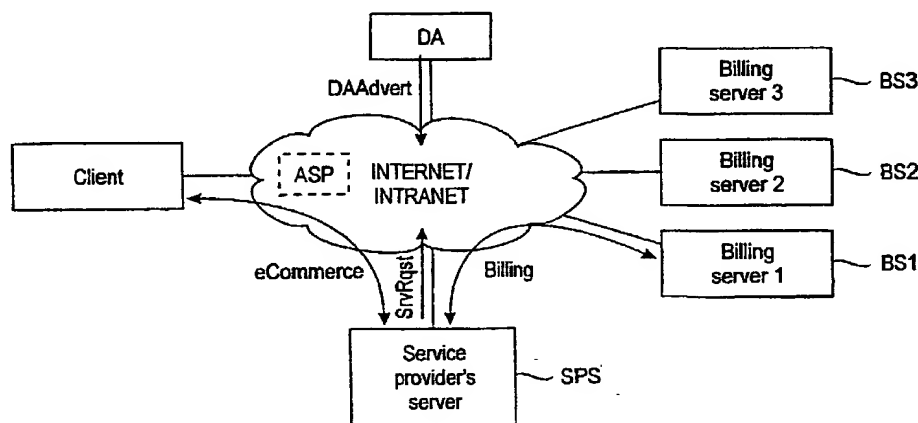 DA
DAAdvert
Billing
server 3
BS3
Client
ASP
INTERNET/
INTRANET
Billing
server 2
BS2
eCommerce
SrvRqst
Billing
Billing
server 1
BS1
Service
provider's
server
SPS